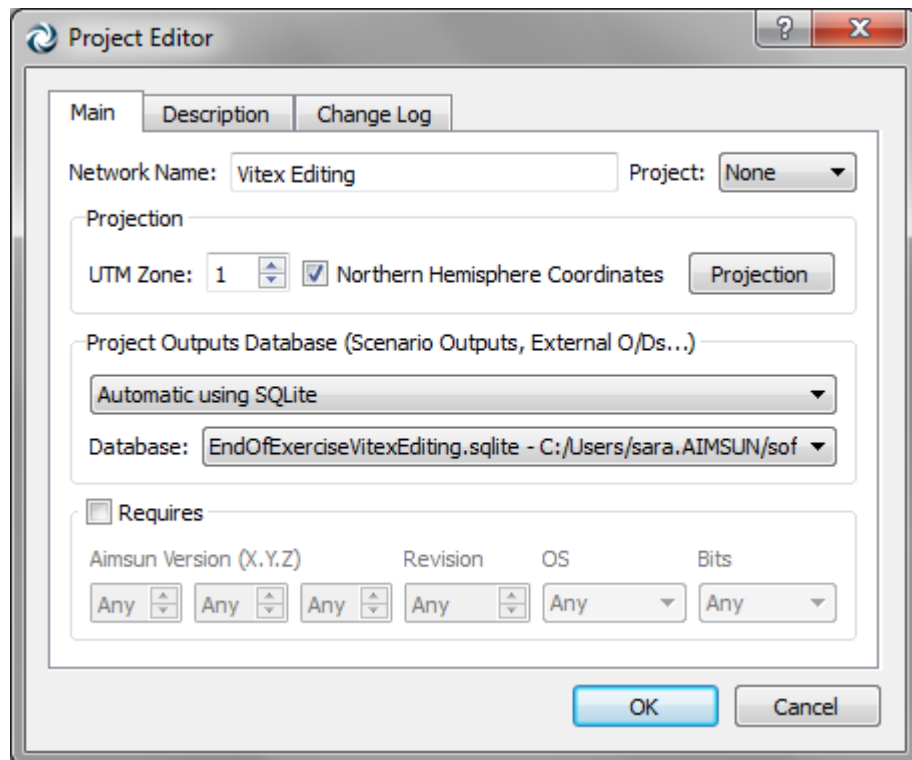 Project Editor
Main Description Change Log
Network Name: Vitex Editing Project: None
Projection
UTM Zone: 1 Northern Hemisphere Coordinates Projection
Project Outputs Database (Scenario Outputs, External O/Ds...)
Automatic using SQLite
Database: EndOfExerciseVitexEditing.sqlite - C:/Users/sara.AIMSUN/sof
Requires
Aimsun Version (X.Y.Z) Revision OS Bits
Any Any Any Any Any Any
OK Cancel